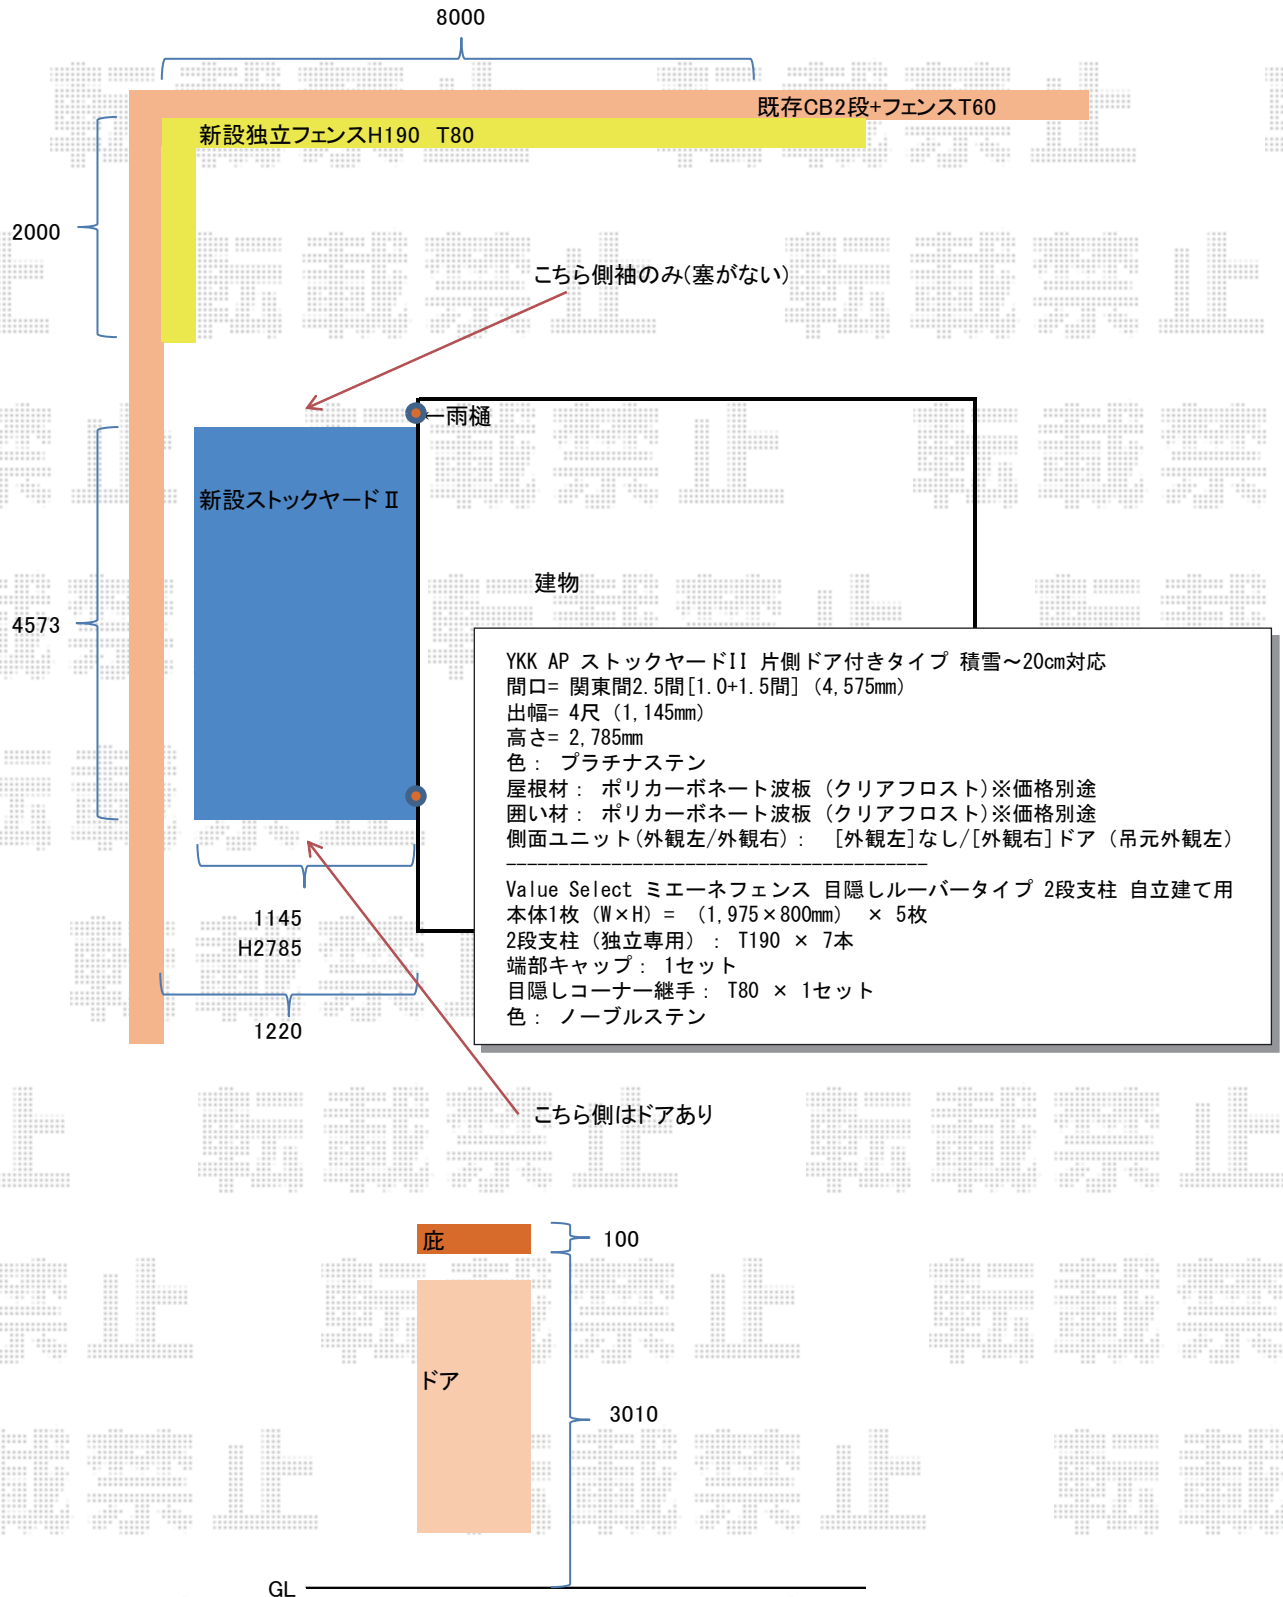 8000
既存CB2段+フェンスT60
新設独立フェンスH190 T80
2000
こちら側袖のみ(塞がない)
←雨樋
新設ストックヤードⅡ
建物
4573
YKK AP ストックヤードII 片側ドア付きタイプ 積雪～20cm対応
間口= 関東間2.5間[1.0+1.5間] (4,575mm)
出幅= 4尺 (1,145mm)
高さ= 2,785mm
色： プラチナステン
屋根材： ポリカーボネート波板 (クリアフロスト)※価格別途
囲い材： ポリカーボネート波板 (クリアフロスト)※価格別途
側面ユニット(外観左/外観右)： [外観左]なし/[外観右]ドア (吊元外観左)
----------------------------------------
Value Select ミエーネフェンス 目隠しルーバータイプ 2段支柱 自立建て用
本体1枚 (W×H) = (1,975×800mm) × 5枚
2段支柱 (独立専用) ： T190 × 7本
端部キャップ： 1セット
目隠しコーナー継手： T80 × 1セット
色： ノーブルステン
1145
H2785
1220
こちら側はドアあり
庇
100
ドア
3010
GL
転載禁止